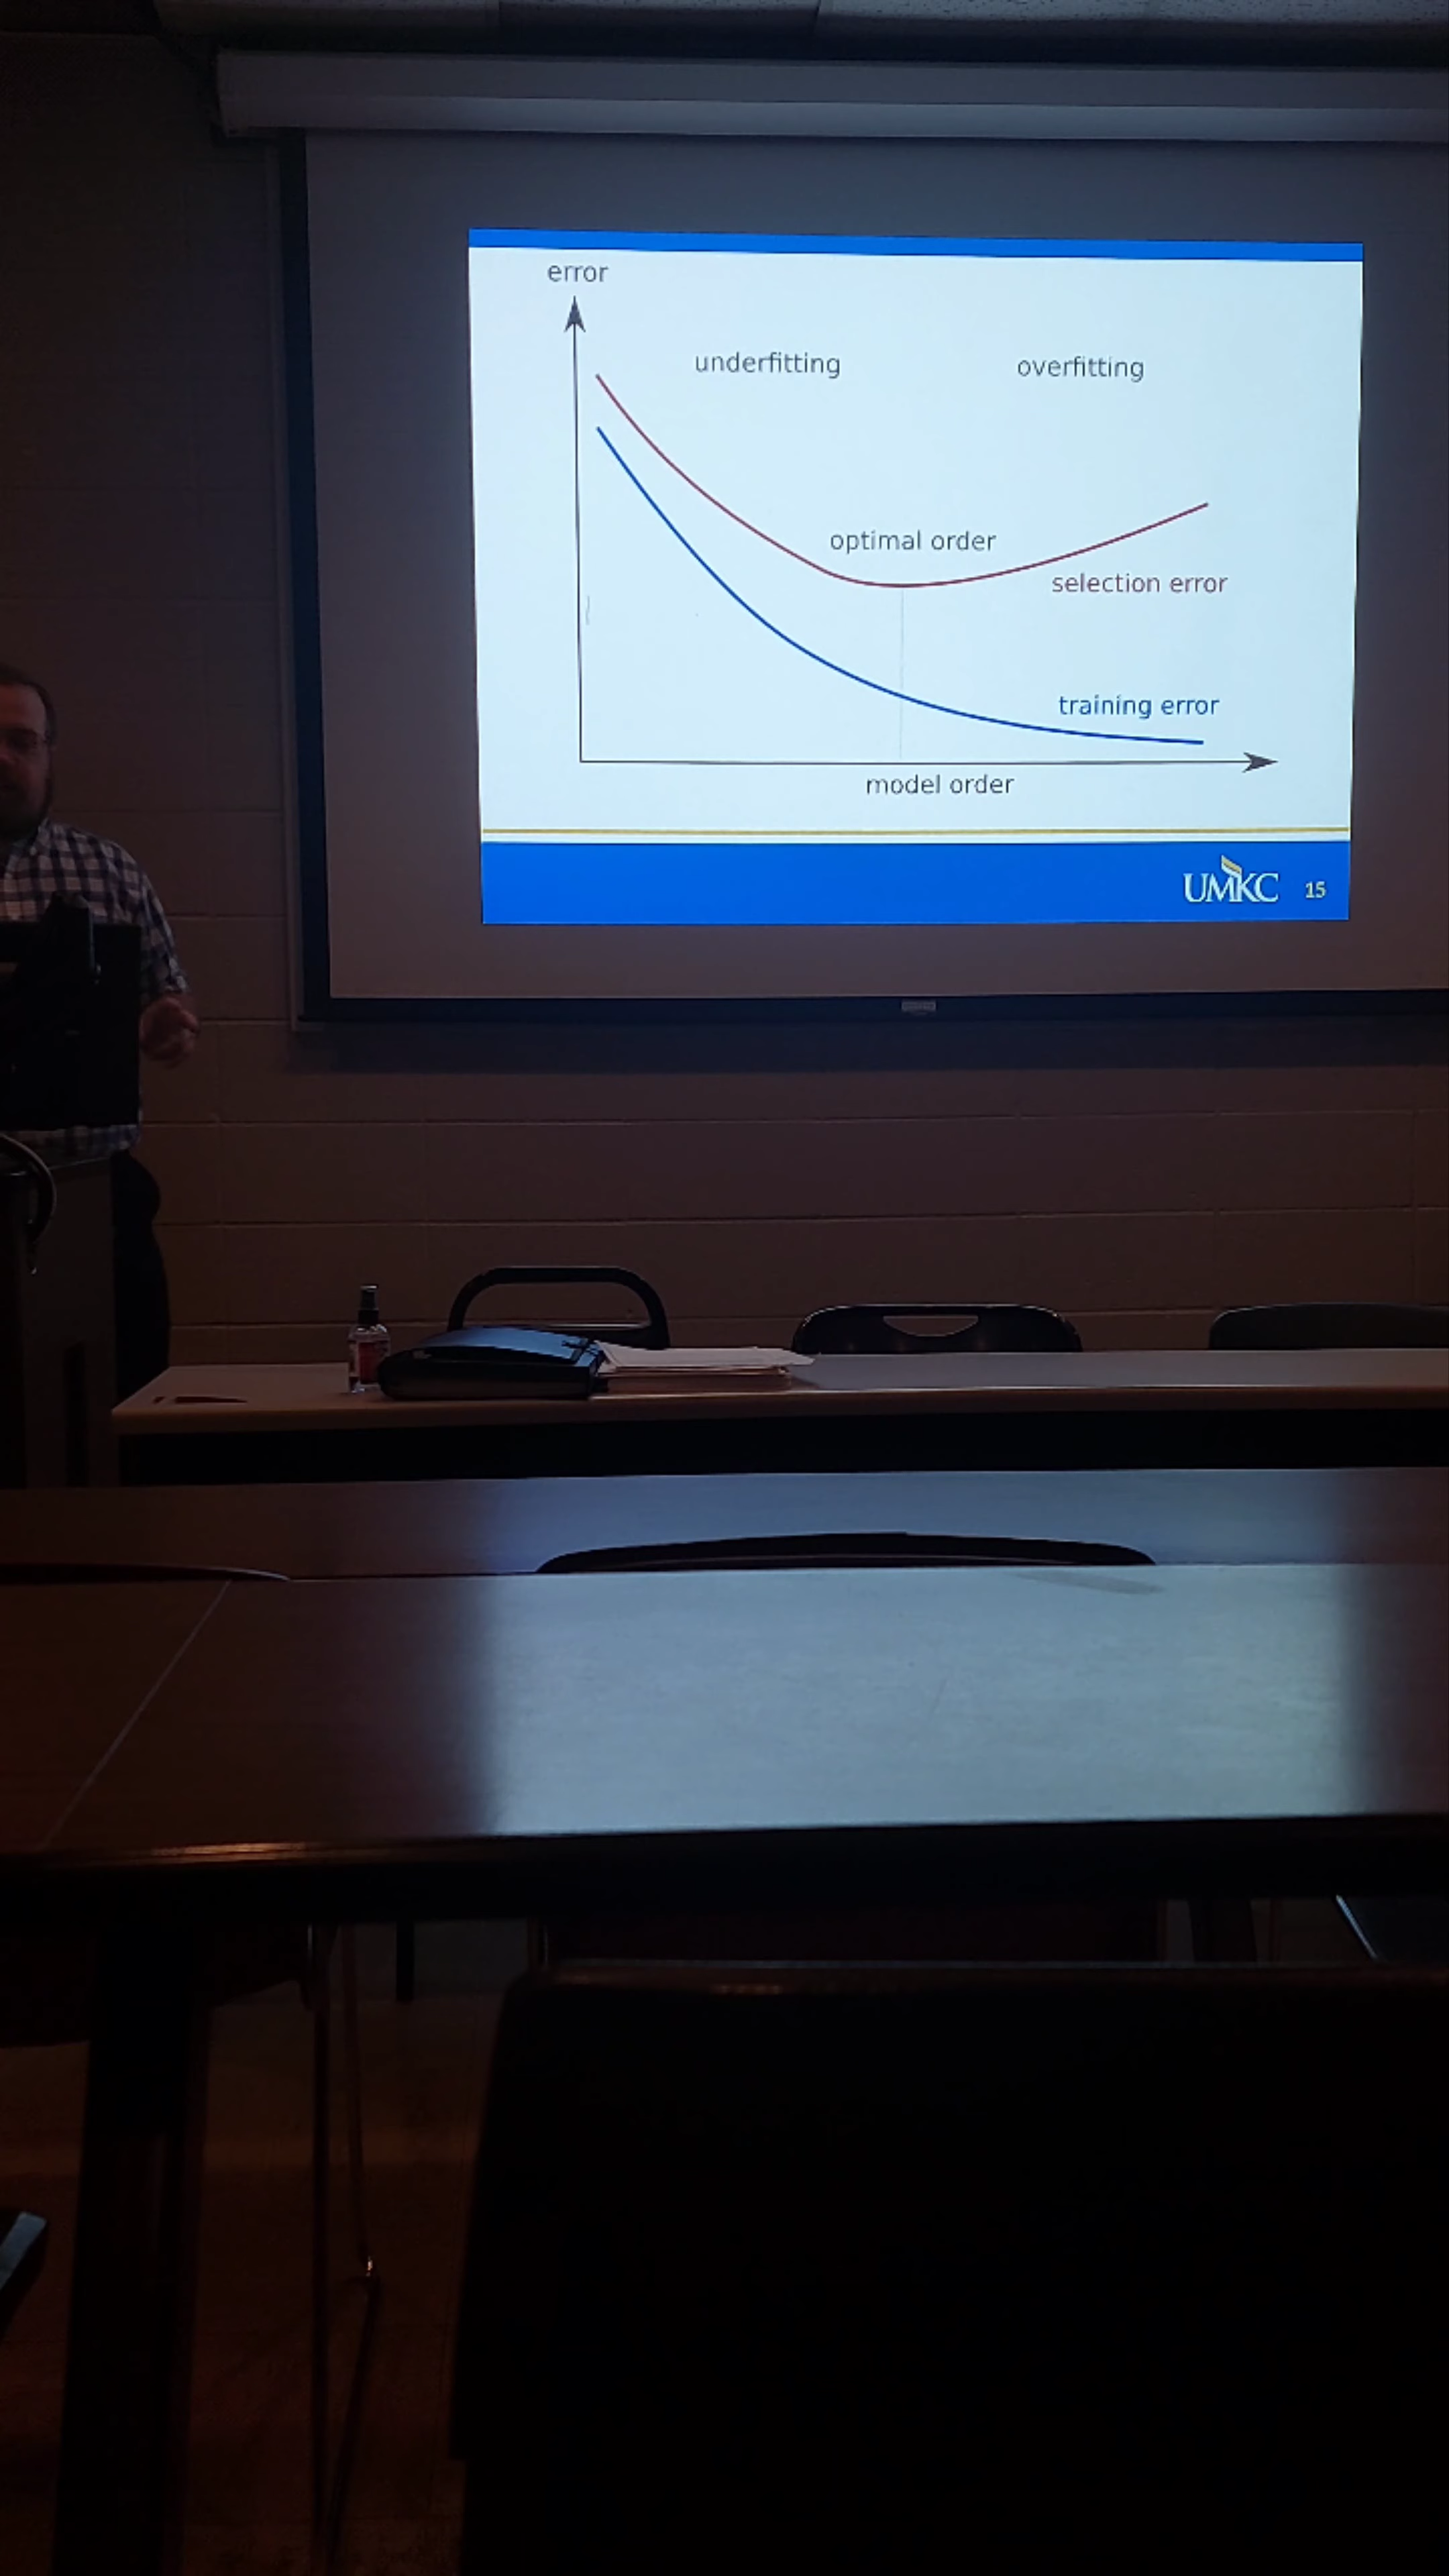 error
underfitting
overfitting
optimal order
selection error
training error
model order
UMKC 15